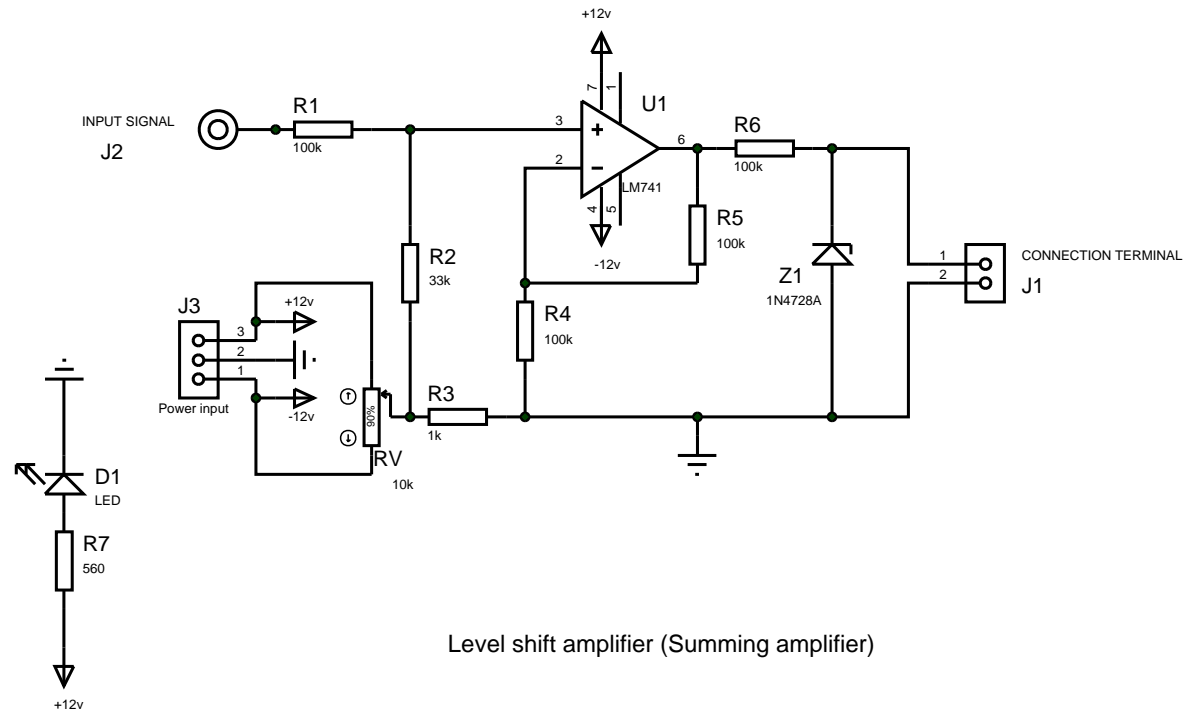 +12v
7
1
U1
INPUT SIGNAL
J2
R1
100k
3
+
2
−
6
LM741
4
5
-12v
R6
100k
R5
100k
R2
33k
Z1
1N4728A
1
2
CONNECTION TERMINAL
J1
J3
3
2
1
Power input
+12v
-12v
R4
100k
90%
RV
10k
R3
1k
D1
LED
R7
560
+12v
Level shift amplifier (Summing amplifier)